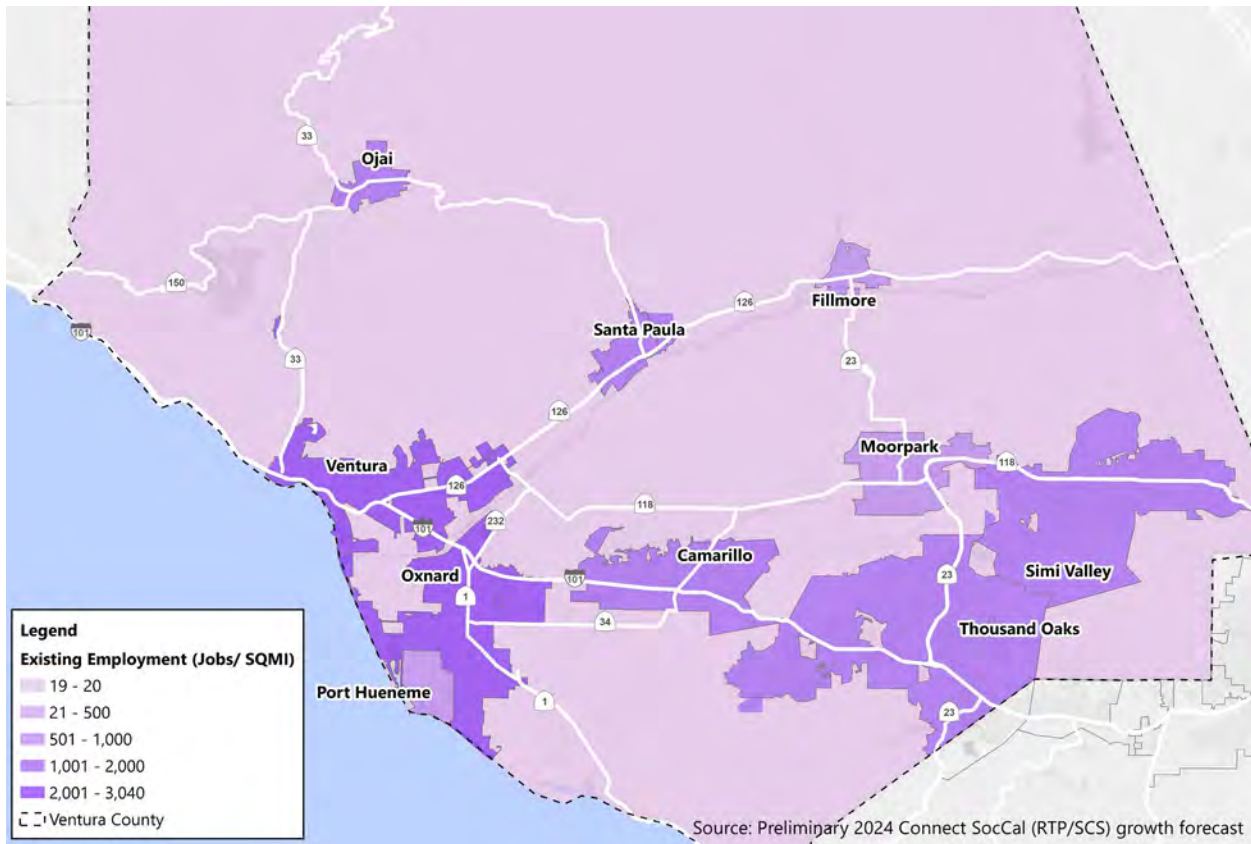 33
Ojai
150
Fillmore
126
Santa Paula
101
33
23
126
Moorpark
118
Ventura
126
118
232
101
Camarillo
Oxnard
101
23
Simi Valley
1
34
Thousand Oaks
Port Hueneme
1
23
Legend
Existing Employment (Jobs/ SQMI)
19 - 20
21 - 500
501 - 1,000
1,001 - 2,000
2,001 - 3,040
Ventura County
Source: Preliminary 2024 Connect SocCal (RTP/SCS) growth forecast